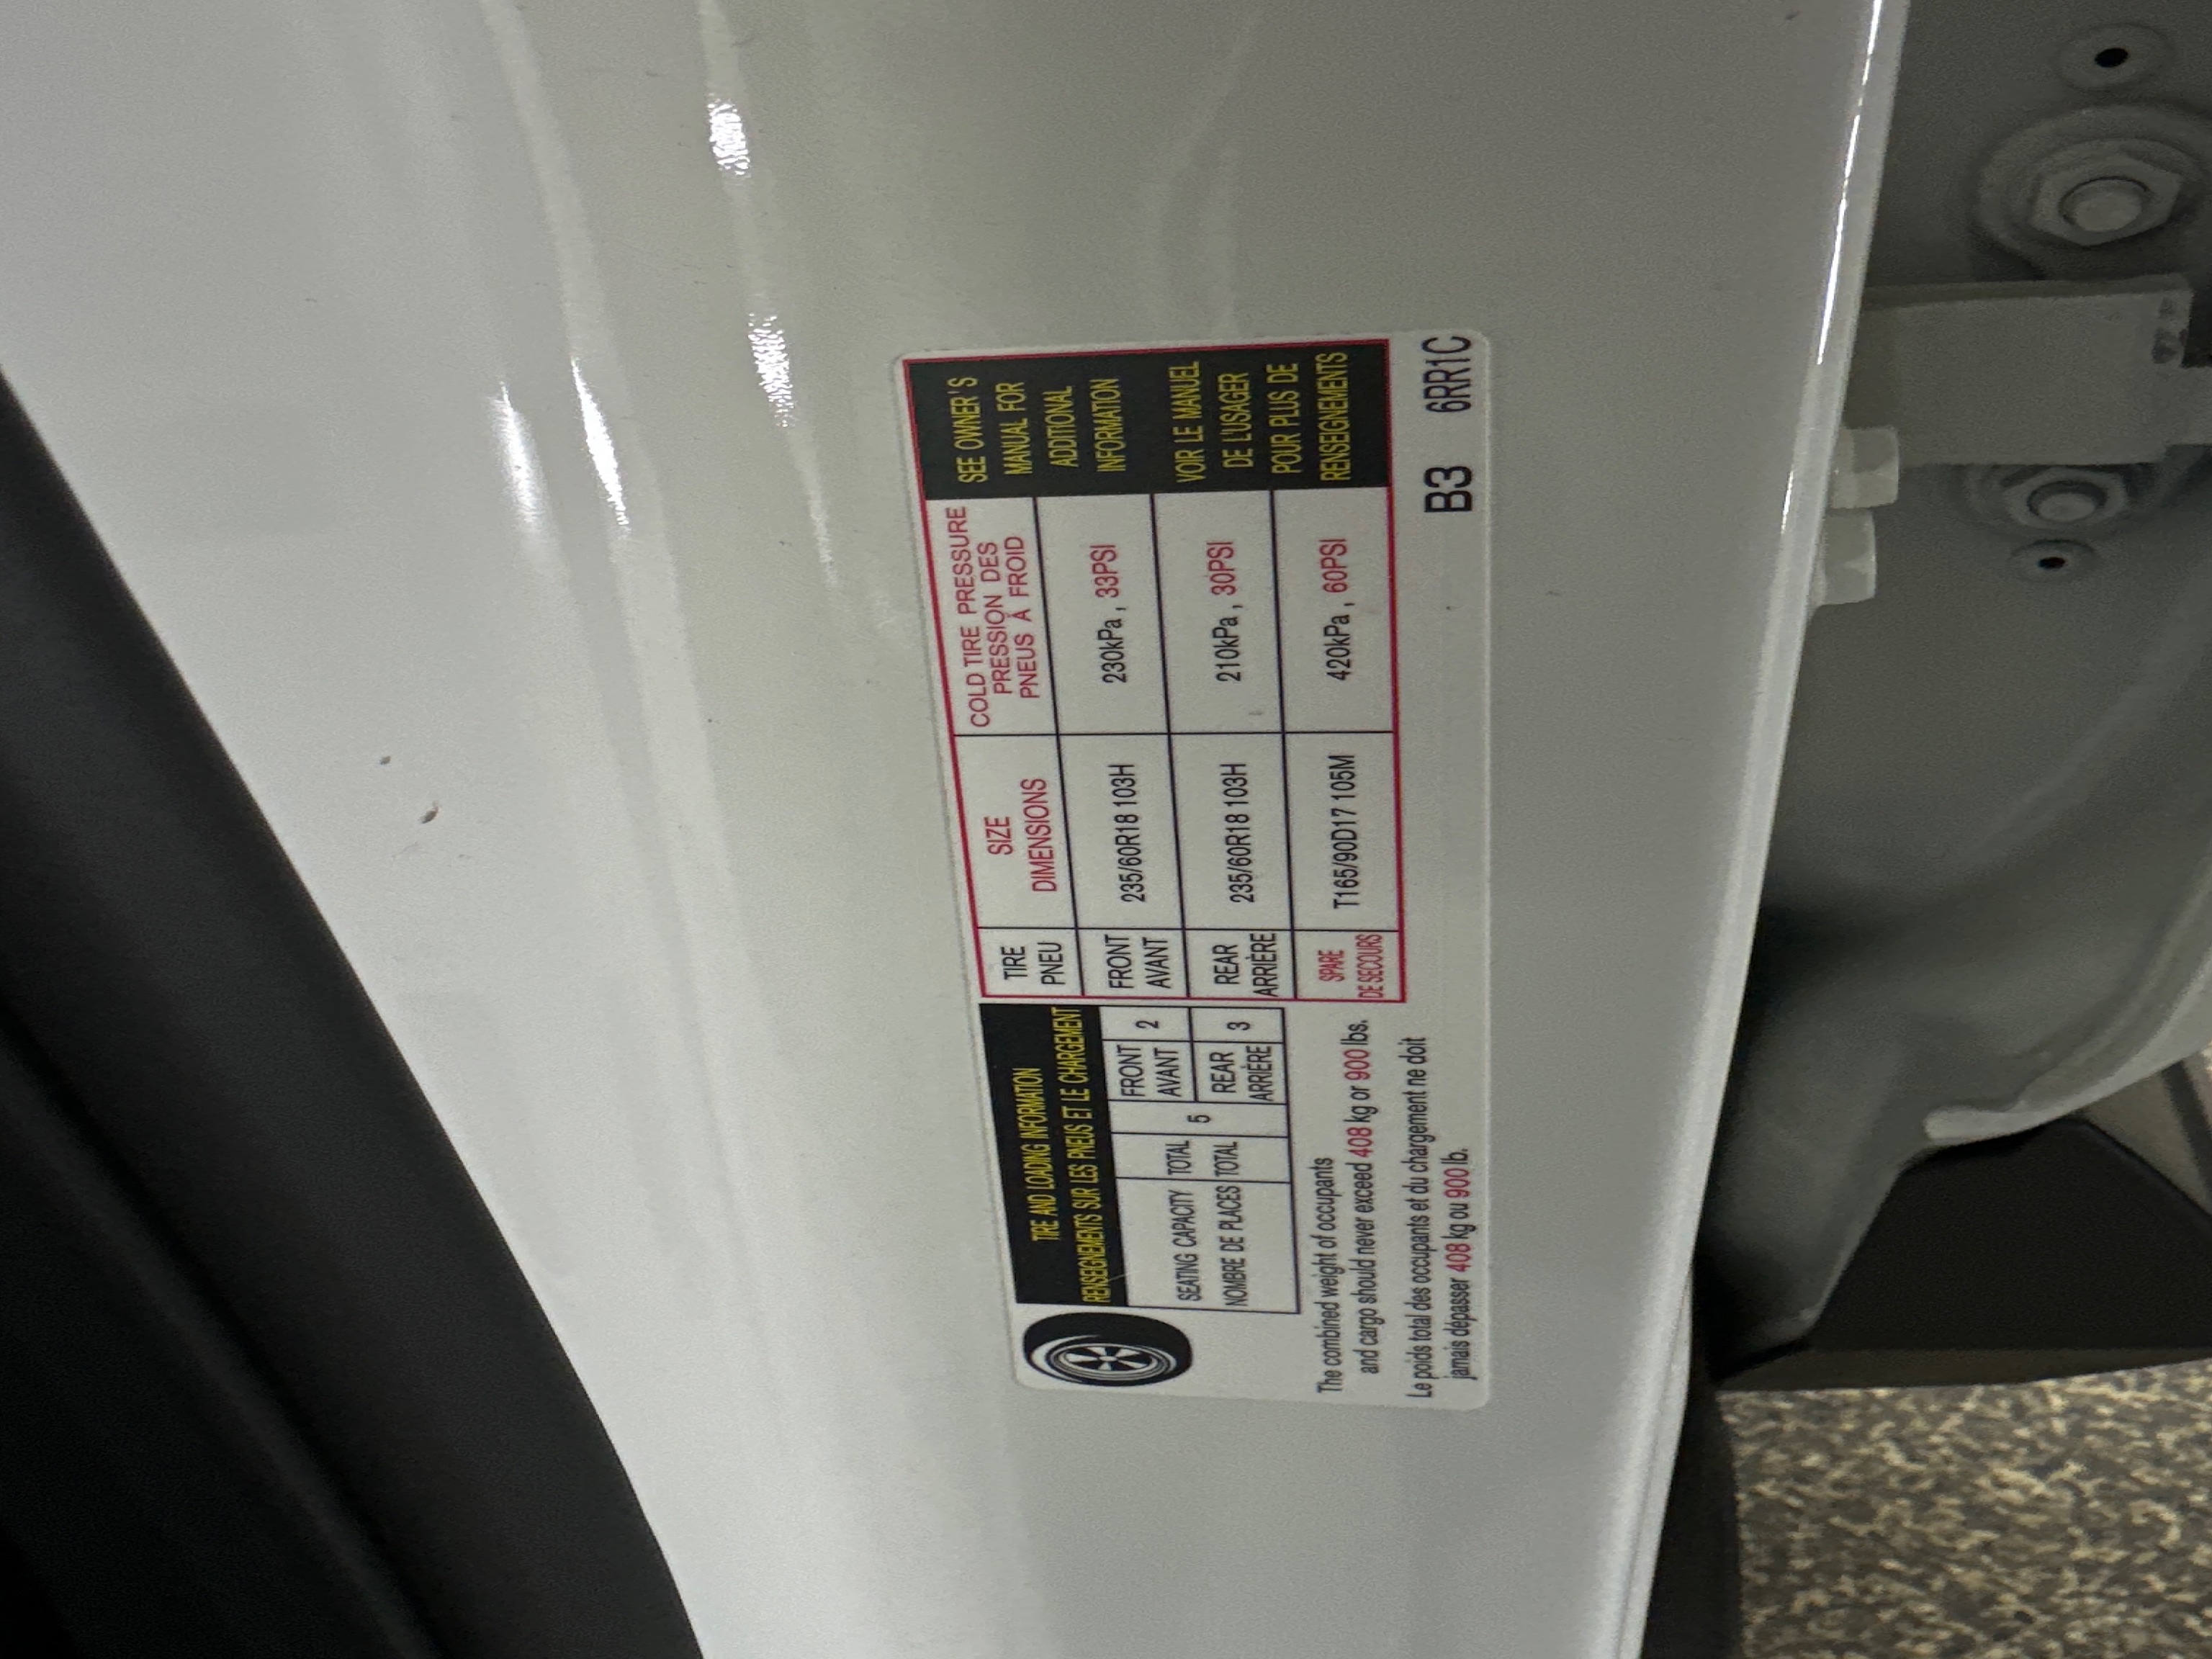 TIRE AND LOADING INFORMATION
RENSEIGNEMENTS SUR LES PNEUS ET LE CHARGEMENT
SEATING CAPACITY TOTAL 5 FRONT AVANT 2
NOMBRE DE PLACES TOTAL REAR ARRIÈRE 3
The combined weight of occupants
and cargo should never exceed 408 kg or 900 lbs.
Le poids total des occupants et du chargement ne doit
jamais dépasser 408 kg ou 900 lb.
TIRE PNEU
SIZE DIMENSIONS
COLD TIRE PRESSURE
PRESSION DES
PNEUS À FROID
FRONT AVANT 235/60R18 103H 230kPa, 33PSI
REAR ARRIÈRE 235/60R18 103H 210kPa, 30PSI
SPARE DE SECOURS T165/90D17 105M 420kPa, 60PSI
SEE OWNER'S
MANUAL FOR
ADDITIONAL
INFORMATION
VOIR LE MANUEL
DE L'USAGER
POUR PLUS DE
RENSEIGNEMENTS
B3 6RR1C